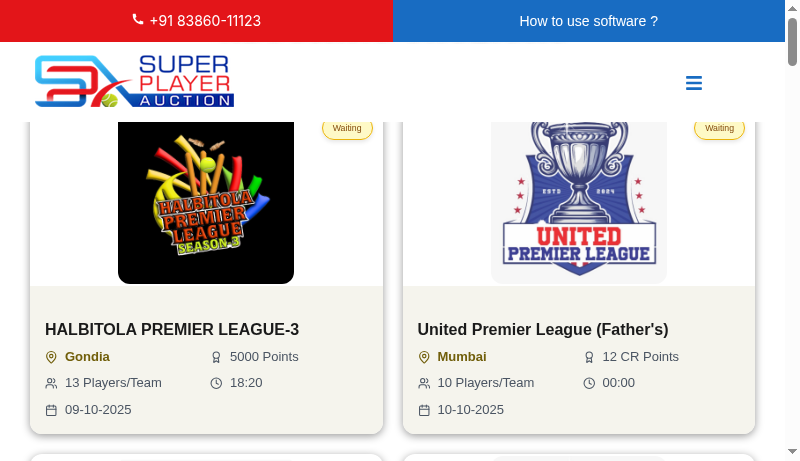 +91 83860-11123
How to use software ?
SUPER
PLAYER
AUCTION
Waiting
HALBITOLA
PREMIER
LEAGUE
SEASON 3
HALBITOLA PREMIER LEAGUE-3
Gondia
5000 Points
13 Players/Team
18:20
09-10-2025
Waiting
ESTD 2024
UNITED
PREMIER LEAGUE
United Premier League (Father's)
Mumbai
12 CR Points
10 Players/Team
00:00
10-10-2025